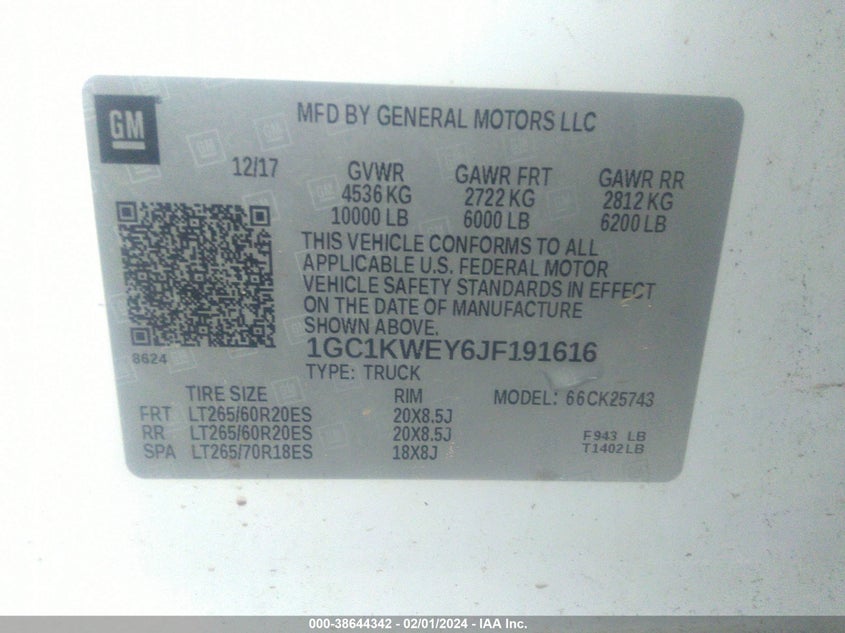 GM
MFD BY GENERAL MOTORS LLC
12/17 GVWR GAWR FRT GAWR RR
4536 KG 2722 KG 2812 KG
10000 LB 6000 LB 6200 LB
THIS VEHICLE CONFORMS TO ALL
APPLICABLE U.S. FEDERAL MOTOR
VEHICLE SAFETY STANDARDS IN EFFECT
ON THE DATE OF MANUFACTURE
SHOWN ABOVE.
8624
1GC1KWEY6JF191616
TYPE: TRUCK
TIRE SIZE RIM MODEL: 66CK25743
FRT LT265/60R20ES 20X8.5J
RR LT265/60R20ES 20X8.5J F943 LB
SPA LT265/70R18ES 18X8J T1402LB
000-38644342 - 02/01/2024 - IAA Inc.